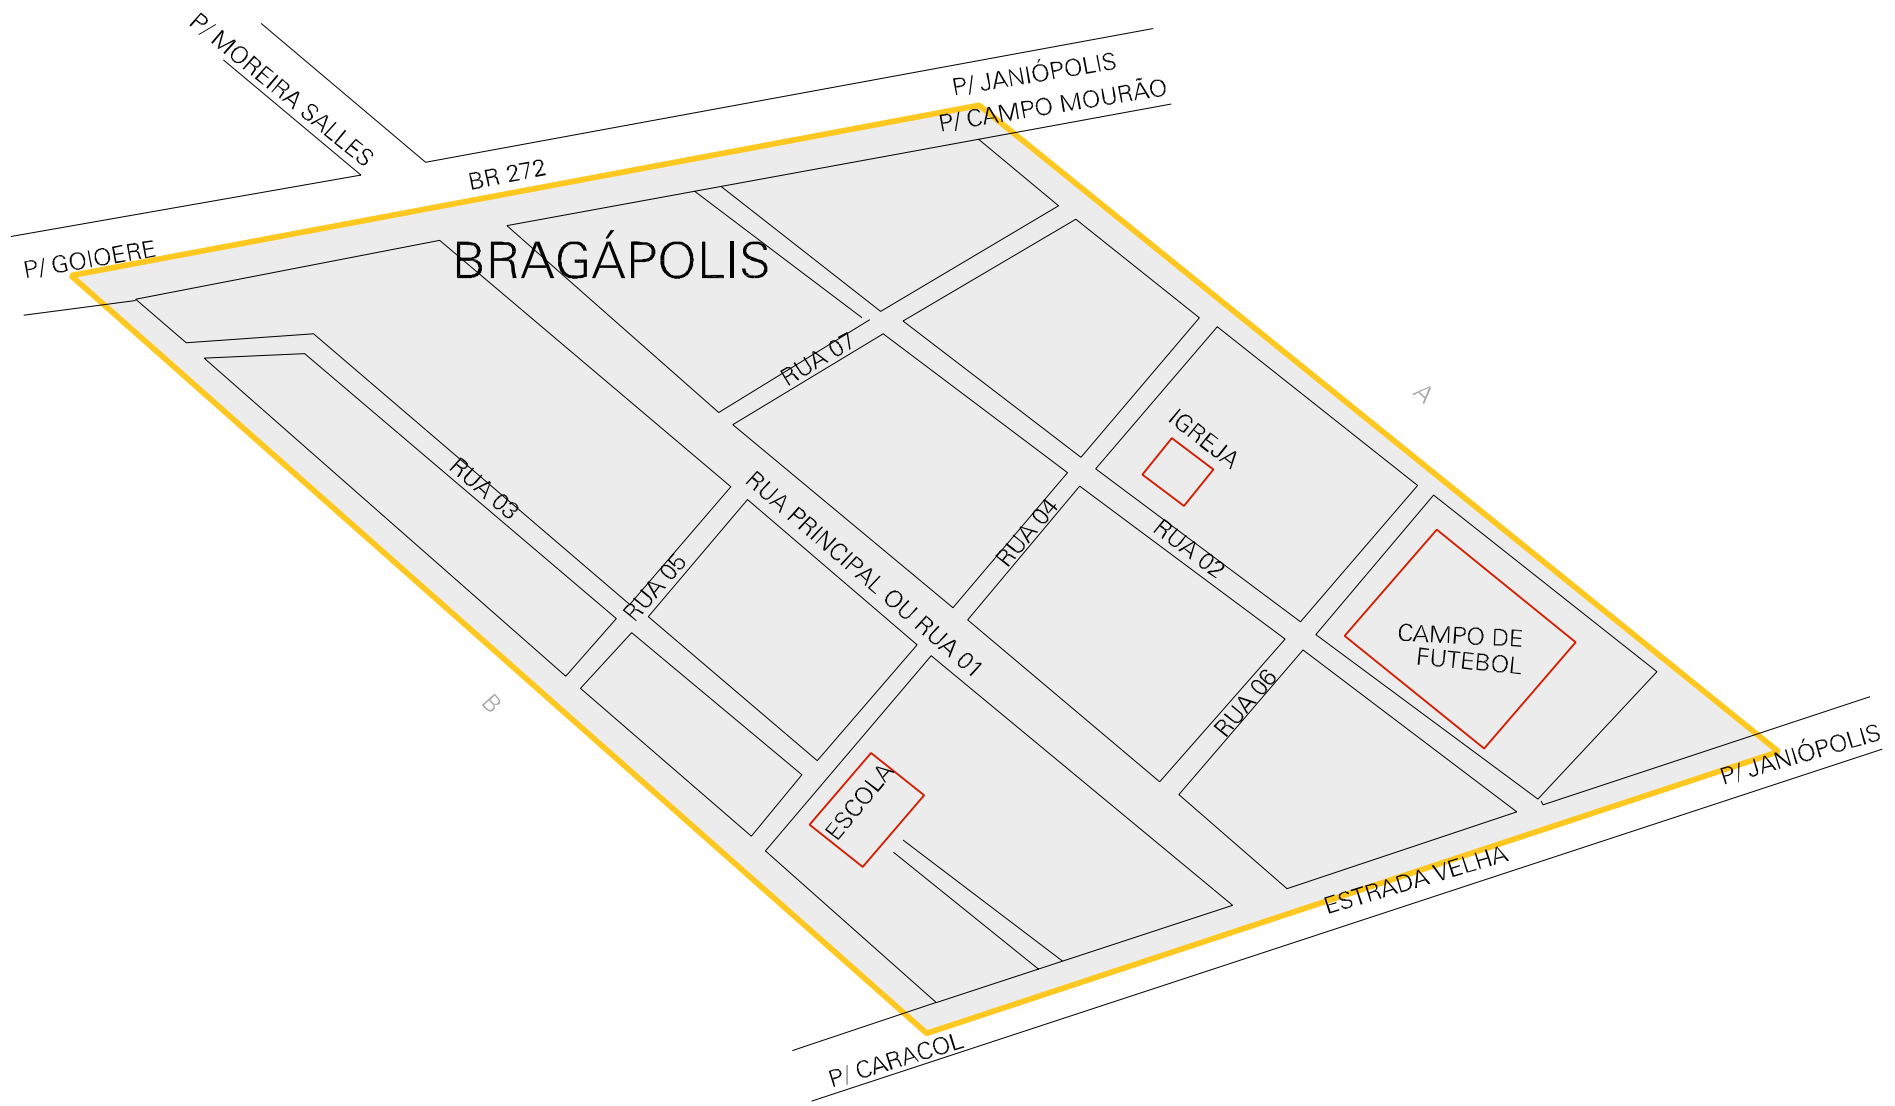 P/ MOREIRA SALLES
P/ JANIÓPOLIS
P/ CAMPO MOURÃO
BR 272
P/ GOIOERE
BRAGÁPOLIS
RUA 07
A
IGREJA
RUA 03
RUA PRINCIPAL OU RUA 01
RUA 04
RUA 02
RUA 05
CAMPO DE
FUTEBOL
RUA 06
B
ESCOLA
P/ JANIÓPOLIS
ESTRADA VELHA
P/ CARACOL